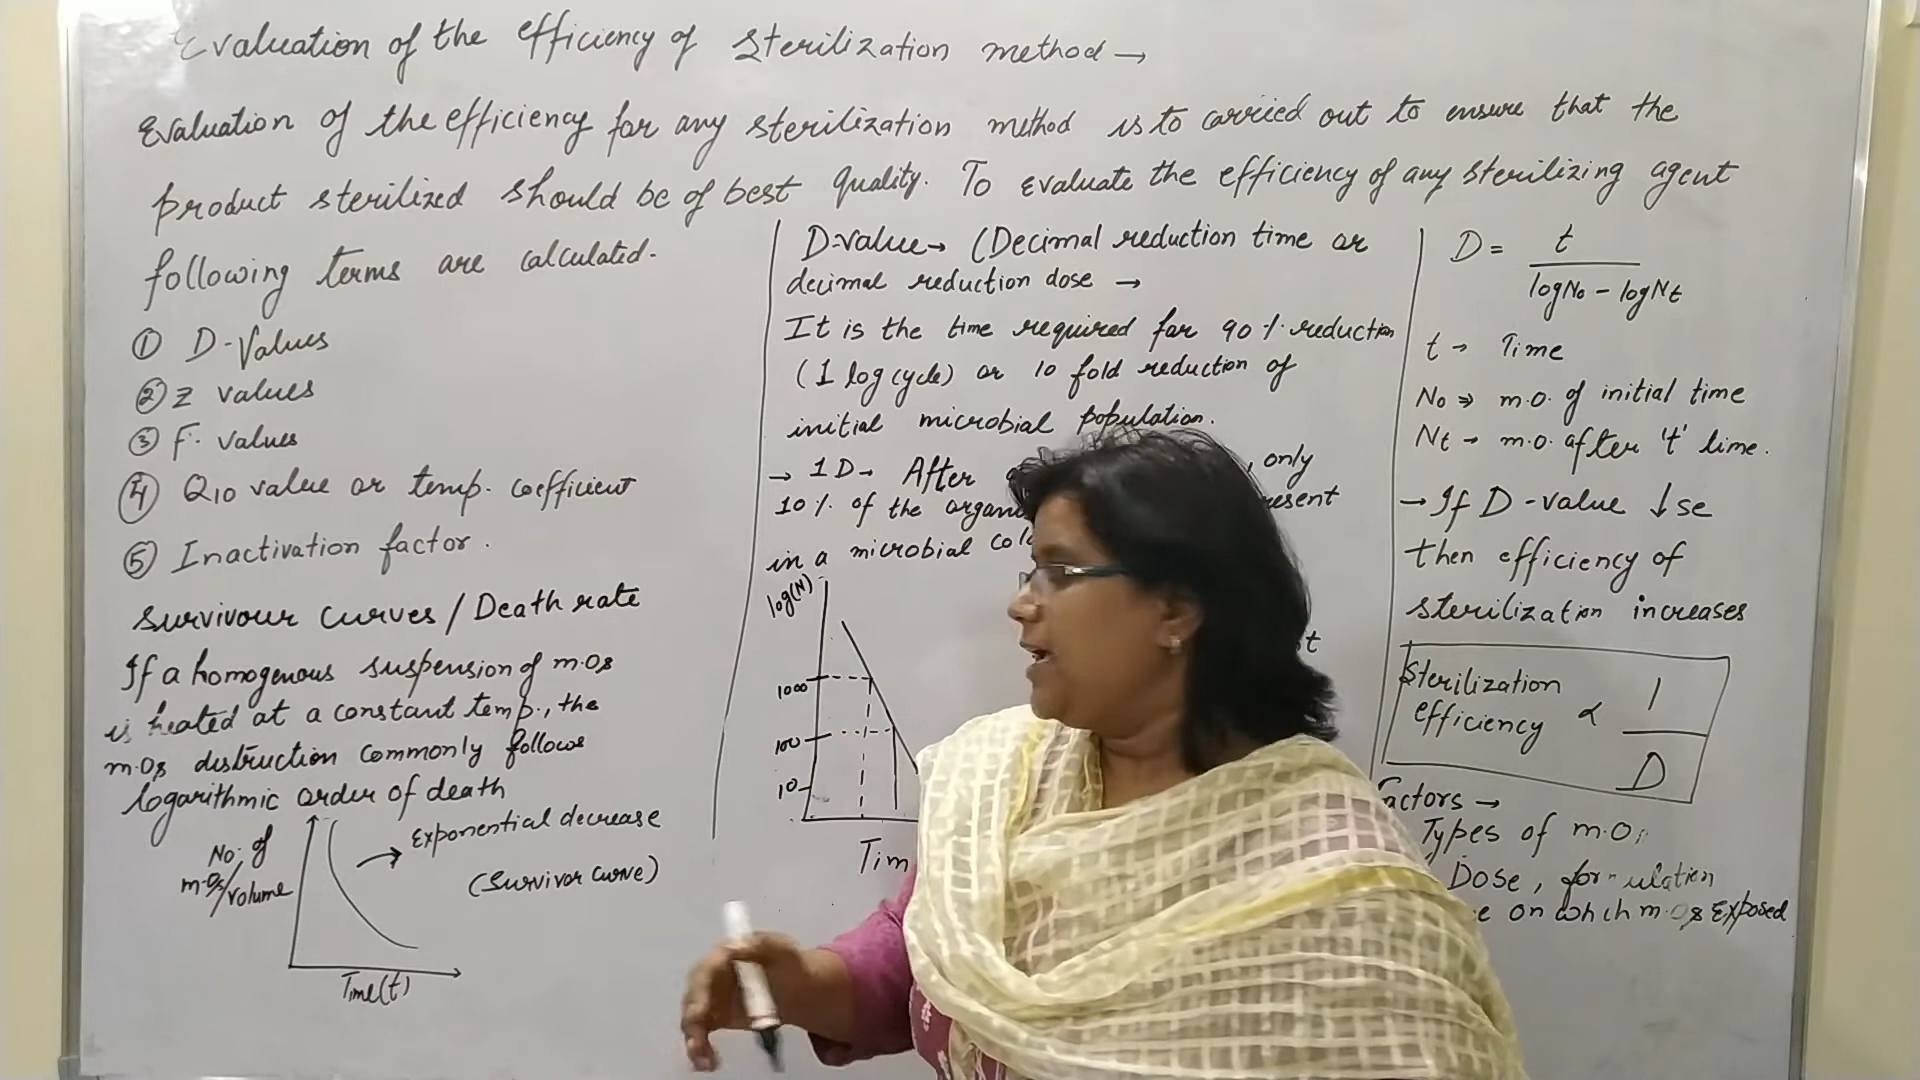 Evaluation of the efficiency of sterilization method →
Evaluation of the efficiency for any sterilization method is to carried out to ensure that the
product sterilized should be of best quality. To evaluate the efficiency of any sterilizing agent
following terms are calculated.
① D-Values
② Z values
③ F. values
④ Q10 value or temp. coefficient
⑤ Inactivation factor.
Survivour curves / Death rate
If a homogenous suspension of m.Os
is heated at a constant temp., the
m.Os distruction commonly follows
logarithmic order of death
No. of
m.Os/volume
Exponential decrease
(Survivor curve)
Time(t)
D-value → (Decimal reduction time or
decimal reduction dose →
It is the time required for 90% reduction
(1 log cycle) or 10 fold reduction of
initial microbial population.
→ 1D → After only
10% of the
in a microbial
log(N)
1000
100
10
D = t / logNo - logNt
t → Time
No → m.o. of initial time
Nt → m.o. after 't' time.
→ If D-value ↓se
then efficiency of
sterilization increases
Sterilization efficiency ∝ 1/D
Factors →
Types of m.O,
Dose, formulation
on which m.Os Exposed